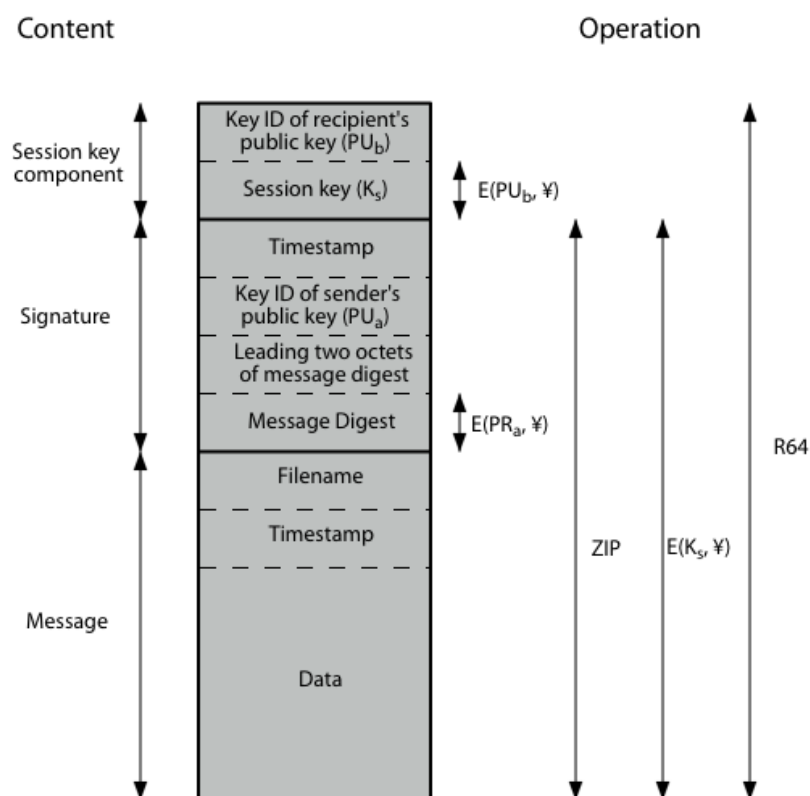 Content
Operation
Key ID of recipient's
public key (PUb)
Session key
component
Session key (Ks)
E(PUb, ¥)
Timestamp
Key ID of sender's
public key (PUa)
Signature
Leading two octets
of message digest
Message Digest
E(PRa, ¥)
R64
Filename
Timestamp
ZIP
E(Ks, ¥)
Message
Data